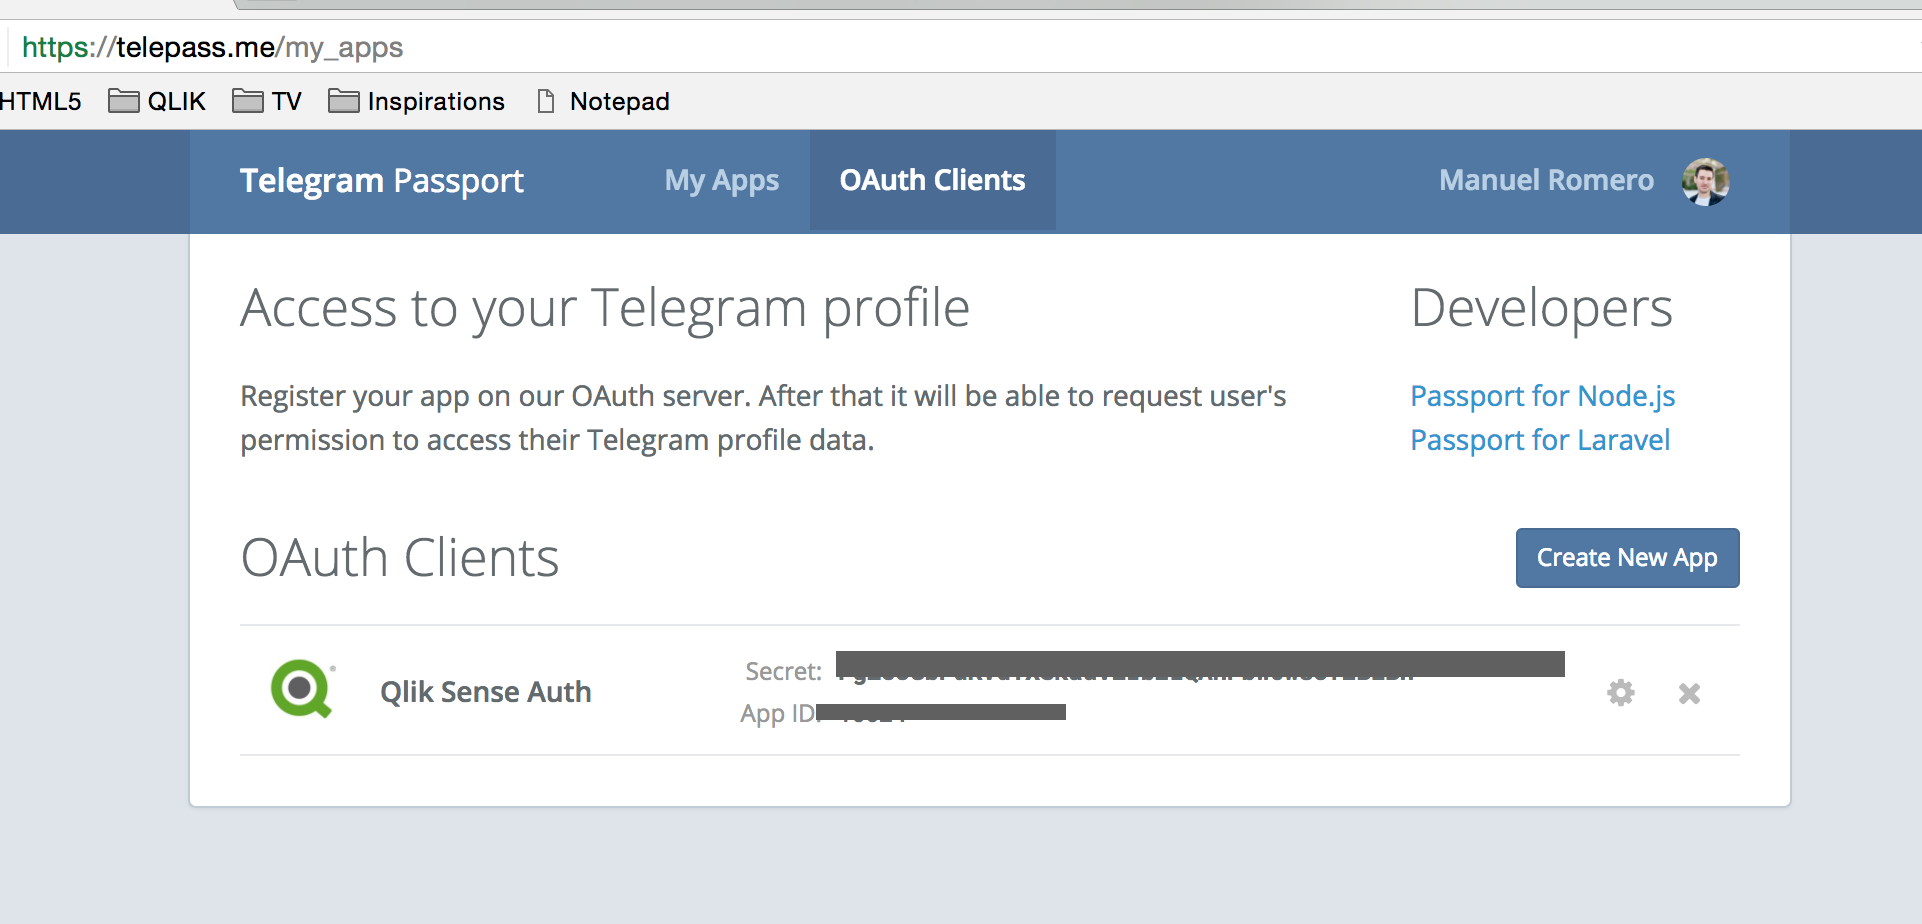 https://telepass.me/my_apps
HTML5 QLIK TV Inspirations Notepad
Telegram Passport My Apps OAuth Clients Manuel Romero
Access to your Telegram profile
Developers
Register your app on our OAuth server. After that it will be able to request user's
permission to access their Telegram profile data.
Passport for Node.js
Passport for Laravel
OAuth Clients
Create New App
Qlik Sense Auth
Secret:
App ID: